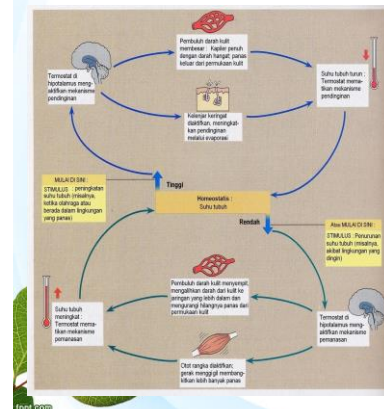 Pembuluh darah kulit
membesar : Kapiler penuh
dengan darah hangat; panas
keluar dari permukaan kulit
Termostat di
hipotalamus meng-
aktifkan mekanisme
pendinginan
Suhu tubuh turun :
Termostat mema-
tikan mekanisme
pendinginan
Kelenjar keringat
diaktifkan, meningkat-
kan pendinginan
melalui evaporasi
MULAI DI SINI :
STIMULUS : peningkatan
suhu tubuh (misalnya,
ketika olahraga atau
berada dalam lingkungan
yang panas)
Tinggi
Homeostatis :
Suhu tubuh
Rendah
Atau MULAI DI SINI :
STIMULUS : Penurunan
suhu tubuh (misalnya,
akibat lingkungan yang
dingin)
Pembuluh darah kulit menyempit,
mengalihkan darah dari kulit ke
jaringan yang lebih dalam dan
mengurangi hilangnya panas dari
permukaan kulit
Suhu tubuh
meningkat :
Termostat mema-
tikan mekanisme
pemanasan
Termostat di
hipotalamus meng-
aktifkan mekanisme
pemanasan
Otot rangka diaktifkan;
gerak menggigil membang-
kitkan lebih banyak panas
fppt.com